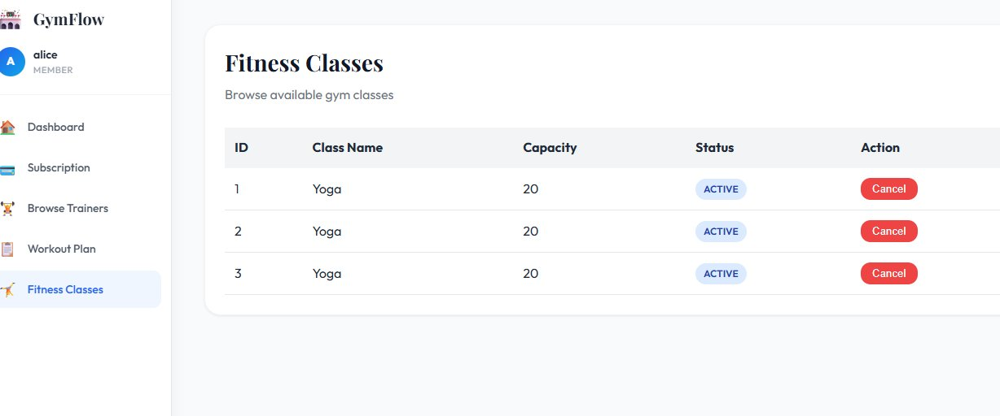 GymFlow
A
alice
MEMBER
Dashboard
Subscription
Browse Trainers
Workout Plan
Fitness Classes
Fitness Classes
Browse available gym classes
ID Class Name Capacity Status Action
1 Yoga 20 ACTIVE Cancel
2 Yoga 20 ACTIVE Cancel
3 Yoga 20 ACTIVE Cancel